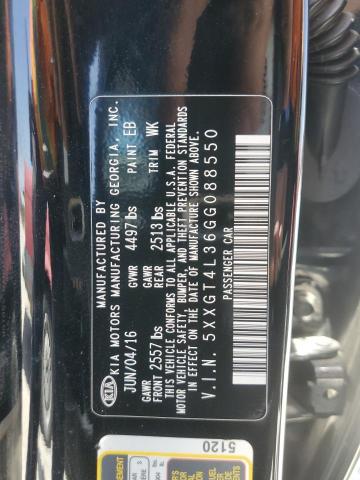 MANUFACTURED BY
KIA MOTORS MANUFACTURING GEORGIA, INC.
KIA
JUN/04/16 GVWR 4497 lbs PAINT EB
GAWR FRONT 2557 lbs GAWR REAR 2513 lbs TRIM WK
THIS VEHICLE CONFORMS TO ALL APPLICABLE U.S.A. FEDERAL
MOTOR VEHICLE SAFETY BUMPER, AND THEFT PREVENTION STANDARDS
IN EFFECT ON THE DATE OF MANUFACTURE SHOWN ABOVE.
V.I.N. 5XXGT4L36GG088550
PASSENGER CAR
5120